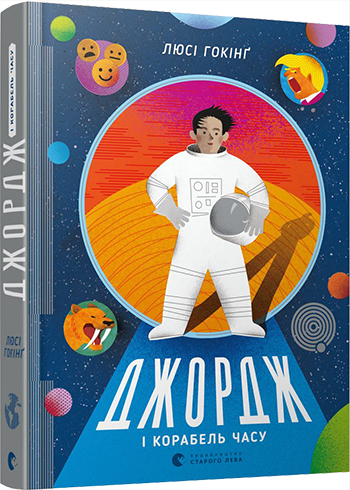 ЛЮСІ ГОКІНҐ
ДЖОРДЖ
І КОРАБЕЛЬ ЧАСУ
ВИДАВНИЦТВО
СТАРОГО ЛЕВА
І КОРАБЕЛЬ ЧАСУ
ДЖОРДЖ
ЛЮСІ
ГОКІНҐ